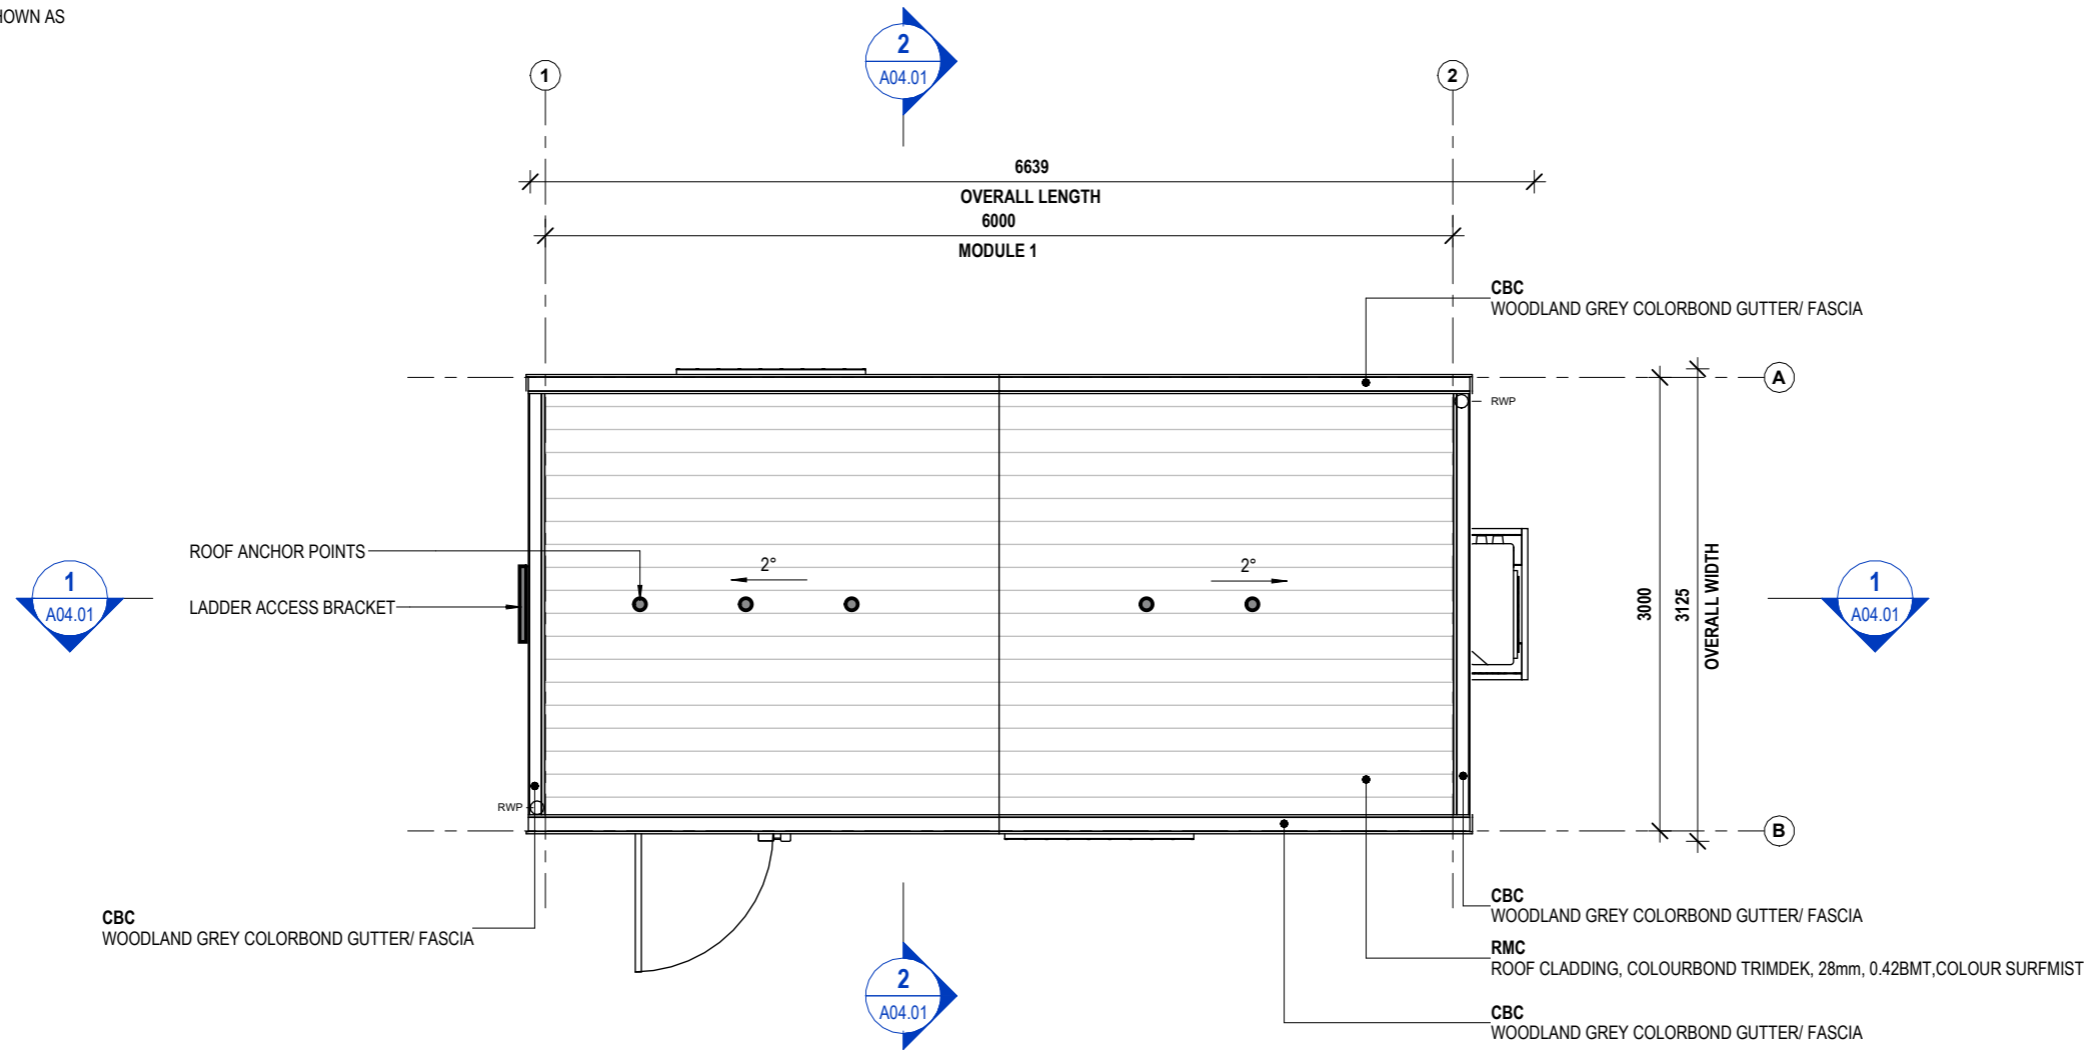 HOWN AS
2
A04.01
1
2
6639
OVERALL LENGTH
6000
MODULE 1
CBC
WOODLAND GREY COLORBOND GUTTER/ FASCIA
A
RWP
ROOF ANCHOR POINTS
2°
2°
LADDER ACCESS BRACKET
1
A04.01
3000
3125
OVERALL WIDTH
1
A04.01
RWP
B
CBC
WOODLAND GREY COLORBOND GUTTER/ FASCIA
CBC
WOODLAND GREY COLORBOND GUTTER/ FASCIA
RMC
ROOF CLADDING, COLOURBOND TRIMDEK, 28mm, 0.42BMT,COLOUR SURFMIST
2
A04.01
CBC
WOODLAND GREY COLORBOND GUTTER/ FASCIA